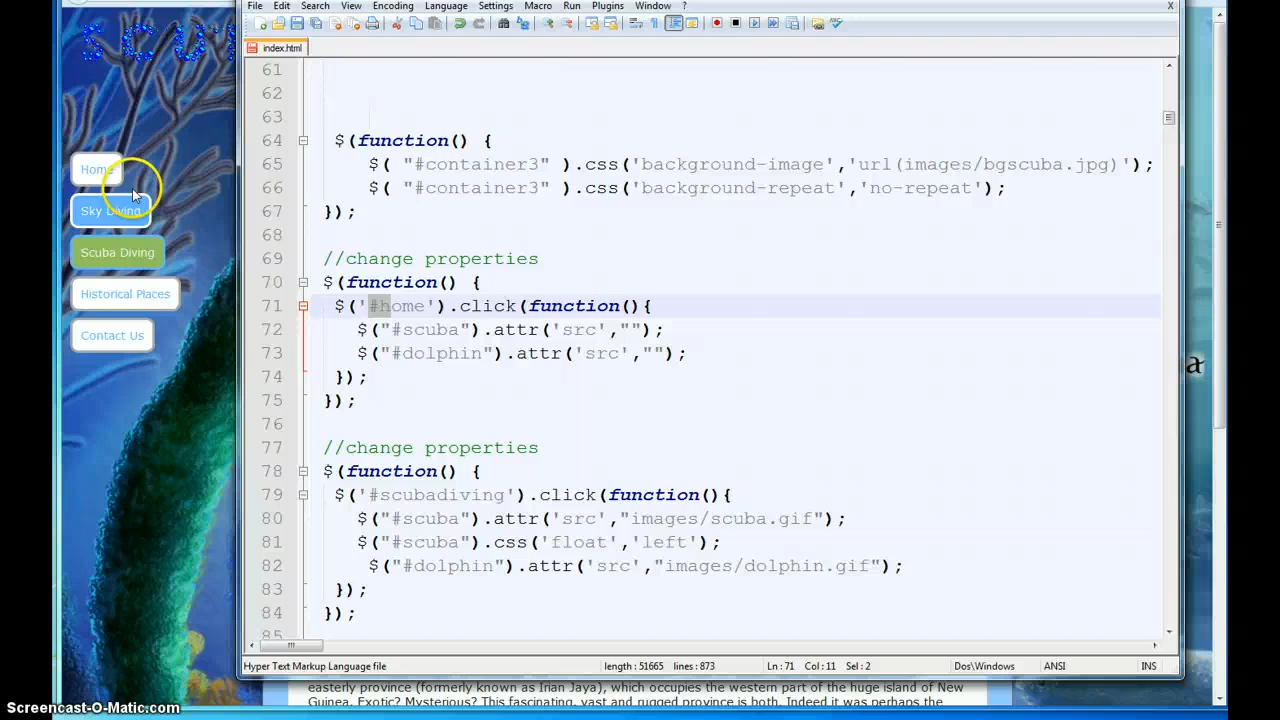 File Edit Search View Encoding Language Settings Macro Run Plugins Window ? X
index.html
61
62
63
64 $(function() {
65 $( "#container3" ).css('background-image','url(images/bgscuba.jpg)');
66 $( "#container3" ).css('background-repeat','no-repeat');
67 });
68
69 //change properties
70 $(function() {
71 $('#home').click(function(){
72 $("#scuba").attr('src',"");
73 $("#dolphin").attr('src',"");
74 });
75 });
76
77 //change properties
78 $(function() {
79 $('#scubadiving').click(function(){
80 $("#scuba").attr('src',"images/scuba.gif");
81 $("#scuba").css('float','left');
82 $("#dolphin").attr('src',"images/dolphin.gif");
83 });
84 });
85
Home
Sky Diving
Scuba Diving
Historical Places
Contact Us
a
Hyper Text Markup Language file length : 51665 lines : 873 Ln : 71 Col : 11 Sel : 2 Dos\Windows ANSI INS
easterly province (formerly known as Irian Jaya), which occupies the western part of the huge island of New
Guinea. Exotic? Mysterious? This fascinating, vast and rugged province is both. Indeed it was perhaps the
Screencast-O-Matic.com